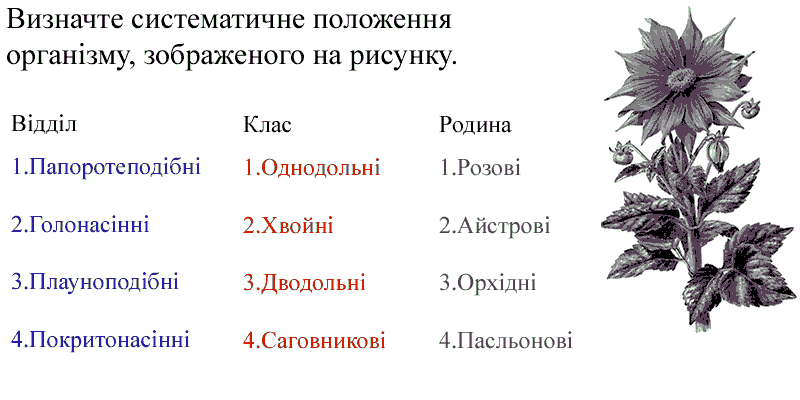 Визначте систематичне положення
організму, зображеного на рисунку.
Відділ
1.Папоротеподібні
2.Голонасінні
3.Плауноподібні
4.Покритонасінні
Клас
1.Однодольні
2.Хвойні
3.Дводольні
4.Саговникові
Родина
1.Розові
2.Айстрові
3.Орхідні
4.Пасльонові